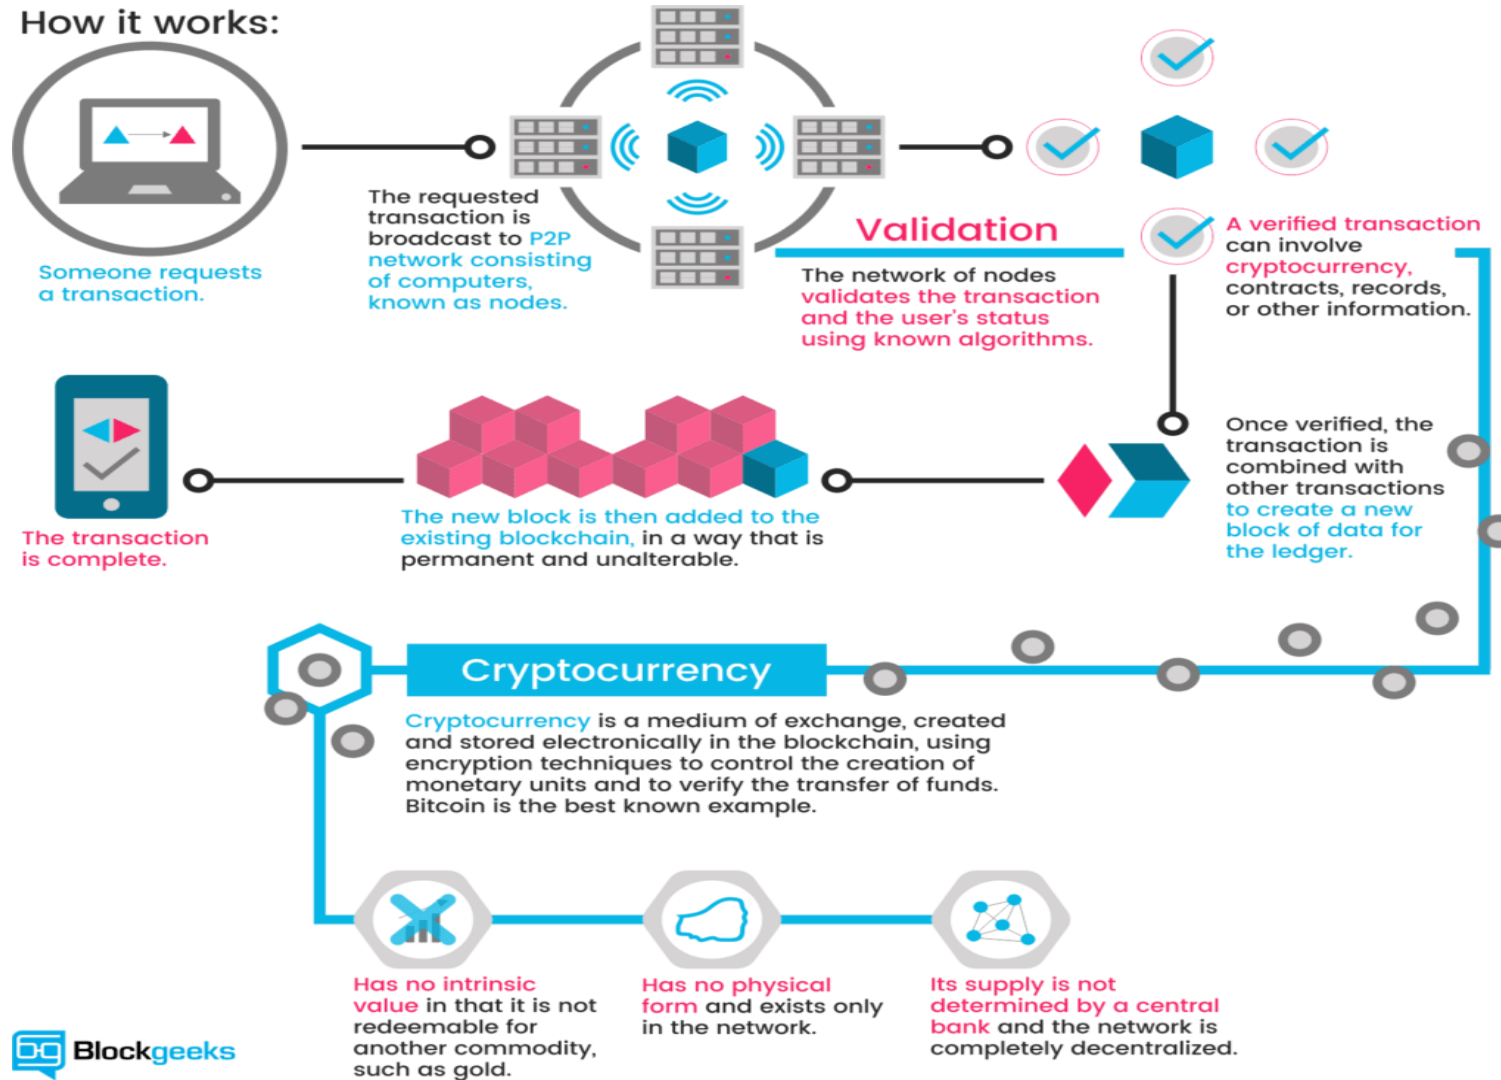 How it works:
Someone requests
a transaction.
The requested
transaction is
broadcast to P2P
network consisting
of computers,
known as nodes.
Validation
The network of nodes
validates the transaction
and the user's status
using known algorithms.
A verified transaction
can involve
cryptocurrency,
contracts, records,
or other information.
Once verified, the
transaction is
combined with
other transactions
to create a new
block of data for
the ledger.
The new block is then added to the
existing blockchain, in a way that is
permanent and unalterable.
The transaction
is complete.
Cryptocurrency
Cryptocurrency is a medium of exchange, created
and stored electronically in the blockchain, using
encryption techniques to control the creation of
monetary units and to verify the transfer of funds.
Bitcoin is the best known example.
Has no intrinsic
value in that it is not
redeemable for
another commodity,
such as gold.
Has no physical
form and exists only
in the network.
Its supply is not
determined by a central
bank and the network is
completely decentralized.
Blockgeeks